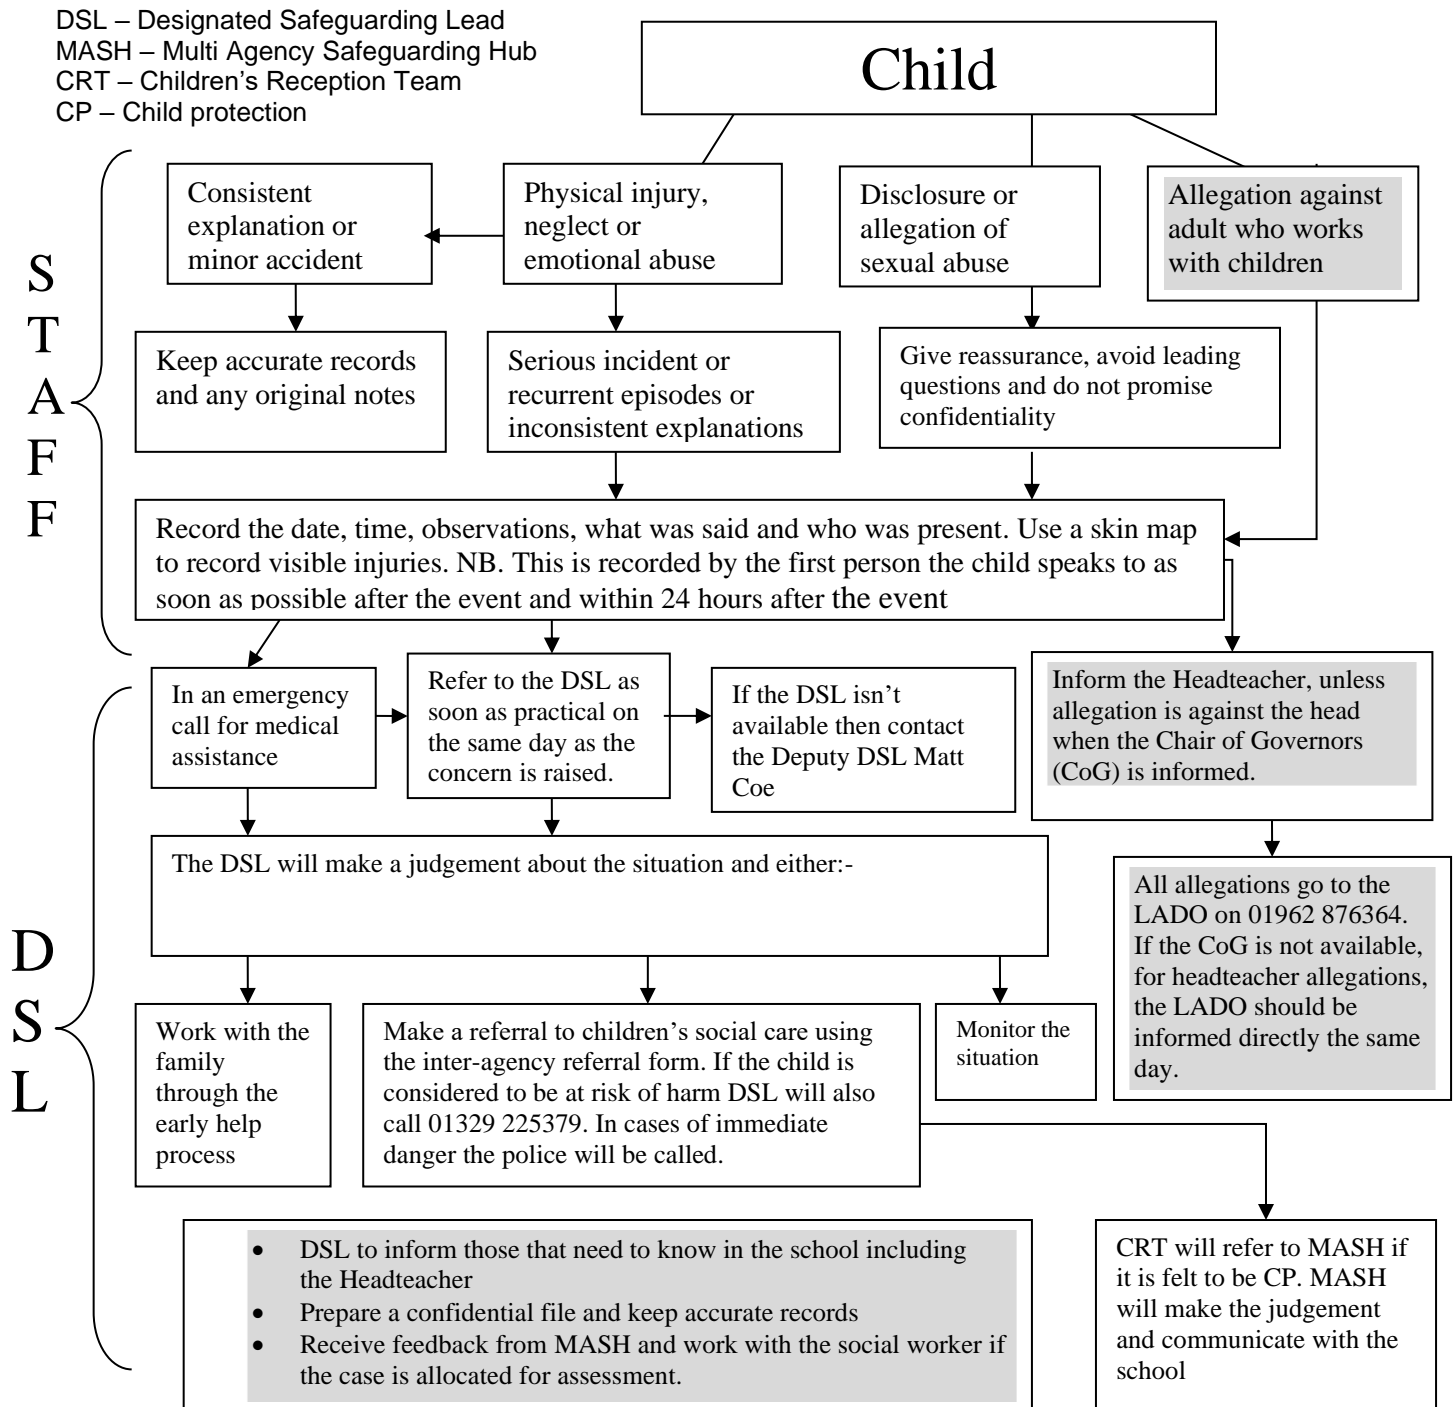 DSL – Designated Safeguarding Lead
MASH – Multi Agency Safeguarding Hub
CRT – Children's Reception Team
CP – Child protection
Child
S
T
A
F
F
Consistent
explanation or
minor accident
Physical injury,
neglect or
emotional abuse
Disclosure or
allegation of
sexual abuse
Allegation against
adult who works
with children
Keep accurate records
and any original notes
Serious incident or
recurrent episodes or
inconsistent explanations
Give reassurance, avoid leading
questions and do not promise
confidentiality
Record the date, time, observations, what was said and who was present. Use a skin map
to record visible injuries. NB. This is recorded by the first person the child speaks to as
soon as possible after the event and within 24 hours after the event
D
S
L
In an emergency
call for medical
assistance
Refer to the DSL as
soon as practical on
the same day as the
concern is raised.
If the DSL isn't
available then contact
the Deputy DSL Matt
Coe
Inform the Headteacher, unless
allegation is against the head
when the Chair of Governors
(CoG) is informed.
The DSL will make a judgement about the situation and either:-
All allegations go to the
LADO on 01962 876364.
If the CoG is not available,
for headteacher allegations,
the LADO should be
informed directly the same
day.
Work with the
family
through the
early help
process
Make a referral to children's social care using
the inter-agency referral form. If the child is
considered to be at risk of harm DSL will also
call 01329 225379. In cases of immediate
danger the police will be called.
Monitor the
situation
• DSL to inform those that need to know in the school including
the Headteacher
• Prepare a confidential file and keep accurate records
• Receive feedback from MASH and work with the social worker if
the case is allocated for assessment.
CRT will refer to MASH if
it is felt to be CP. MASH
will make the judgement
and communicate with the
school